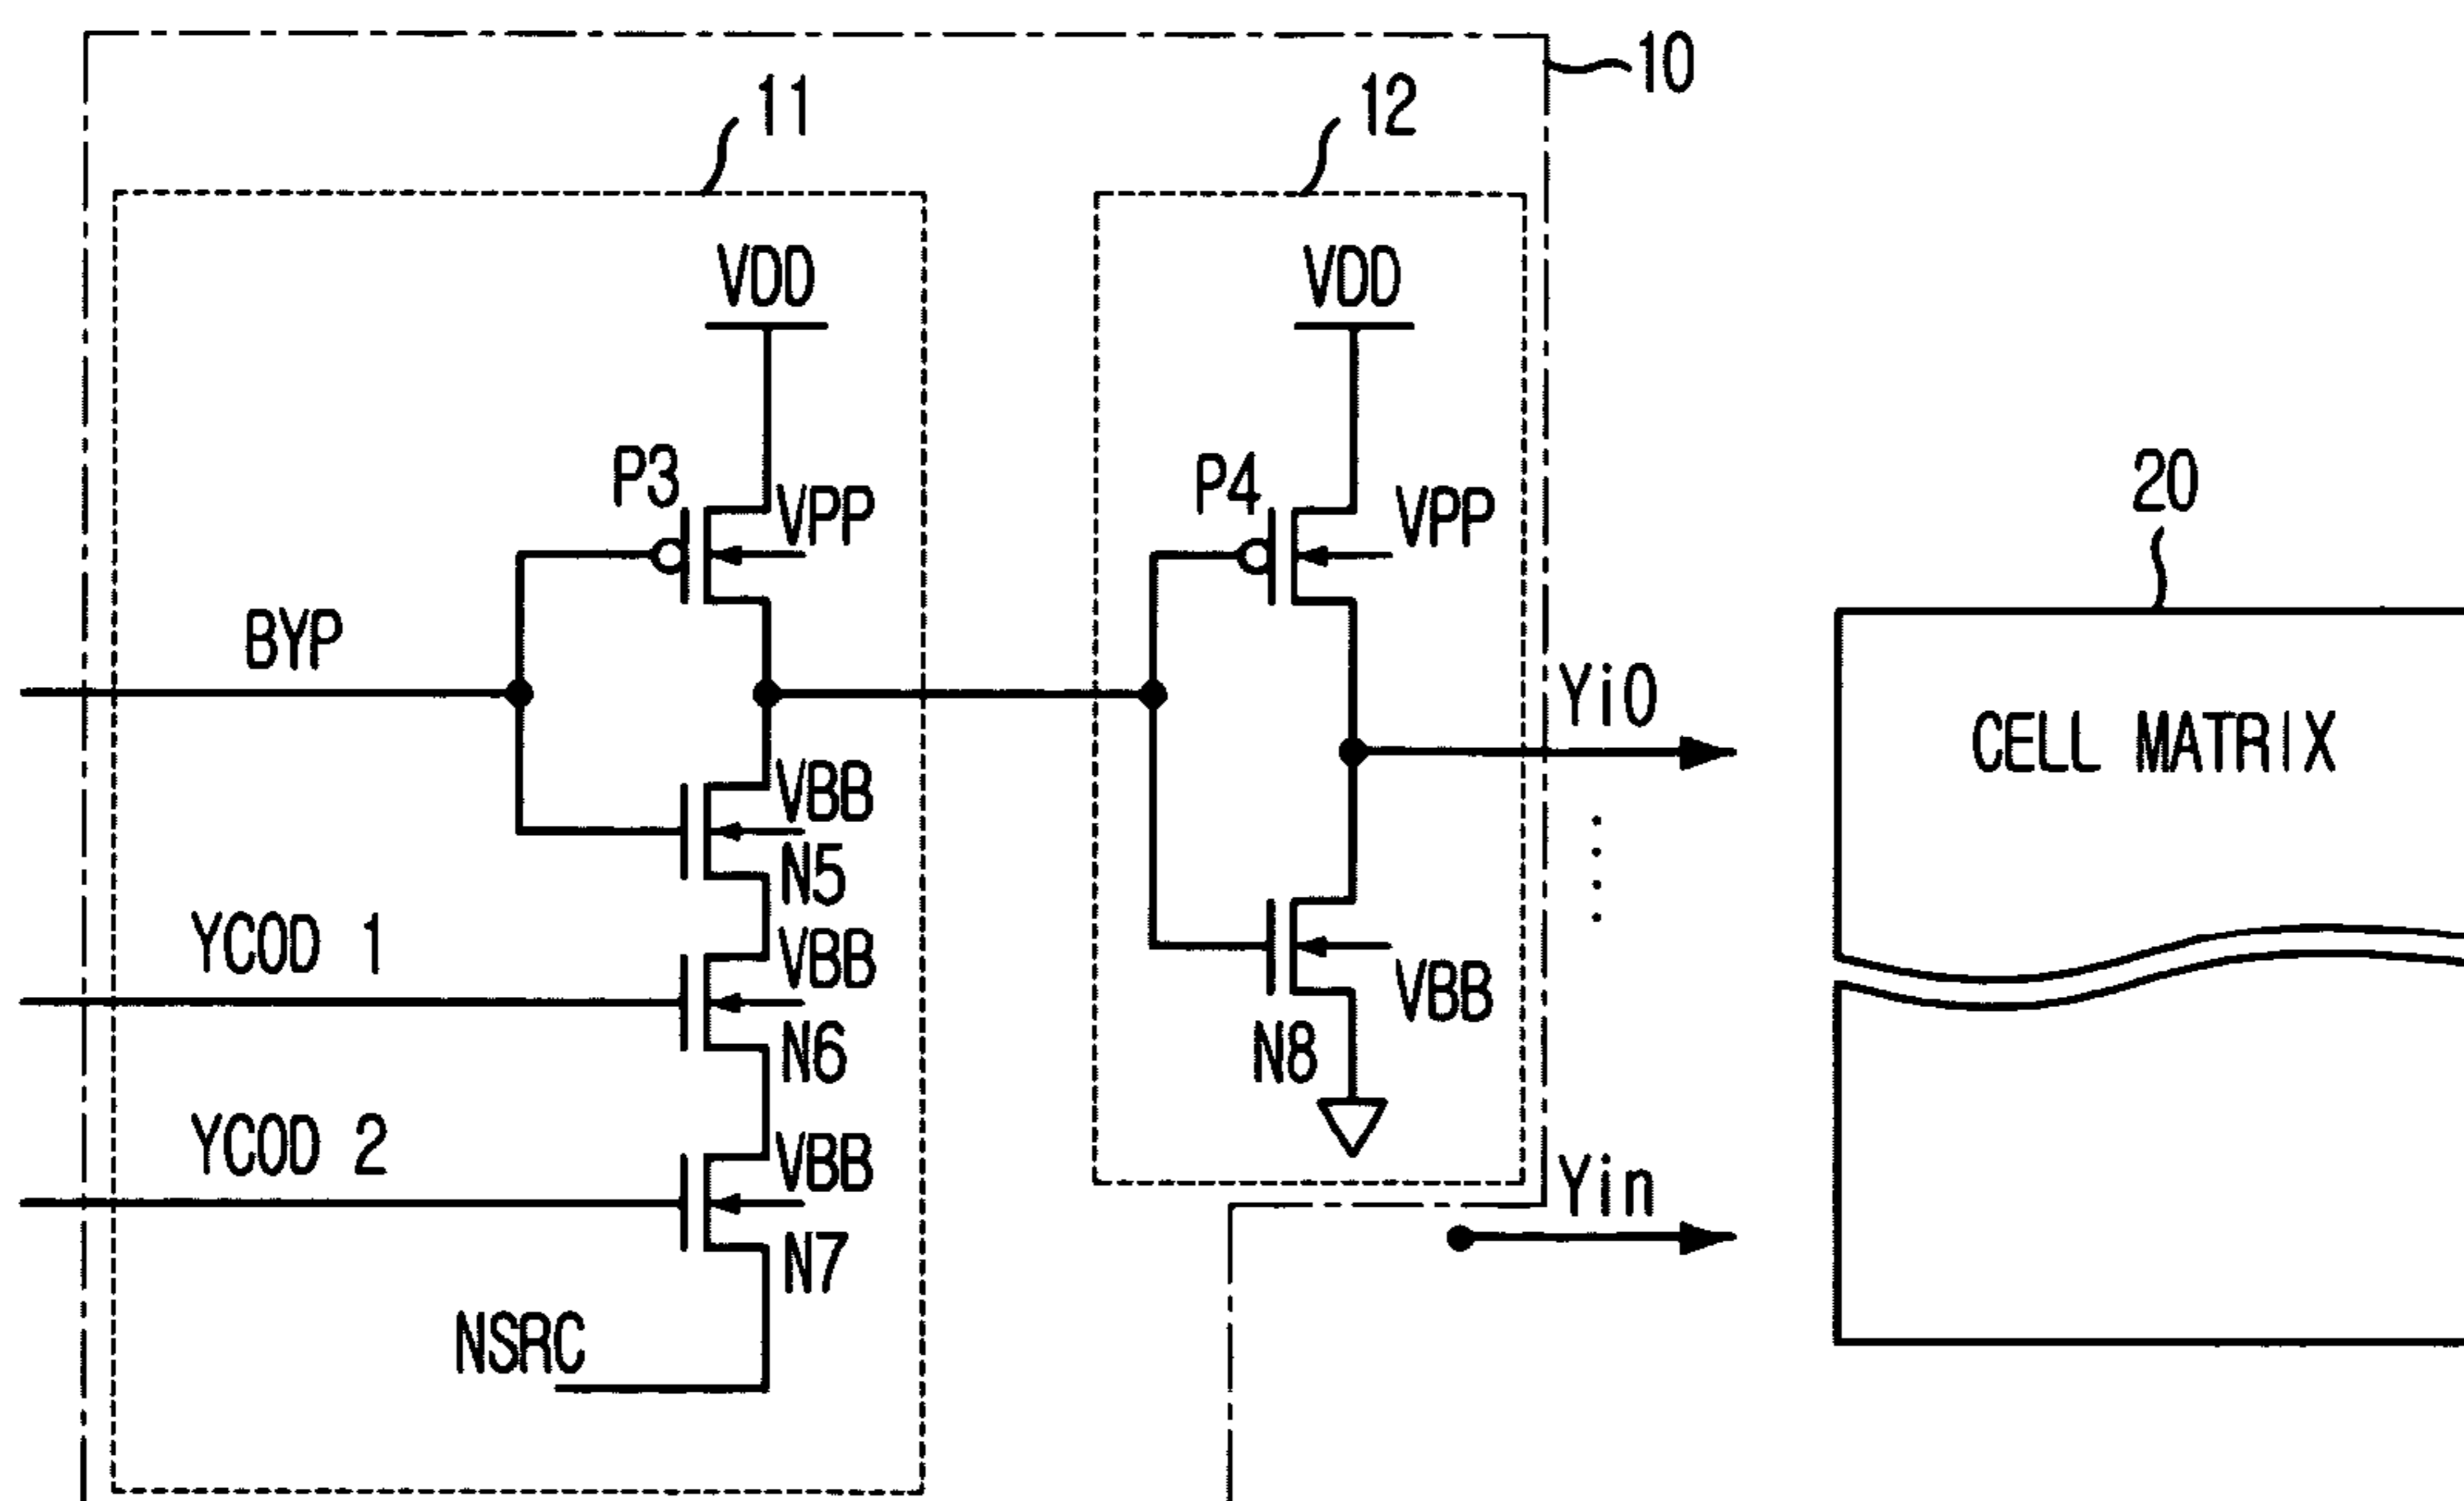 10
11
12
VDD
VDD
P3
VPP
P4
VPP
20
BYP
Yi0
CELL MATRIX
VBB
N5
YCOD 1
VBB
VBB
N6
N8
YCOD 2
VBB
Yin
N7
NSRC